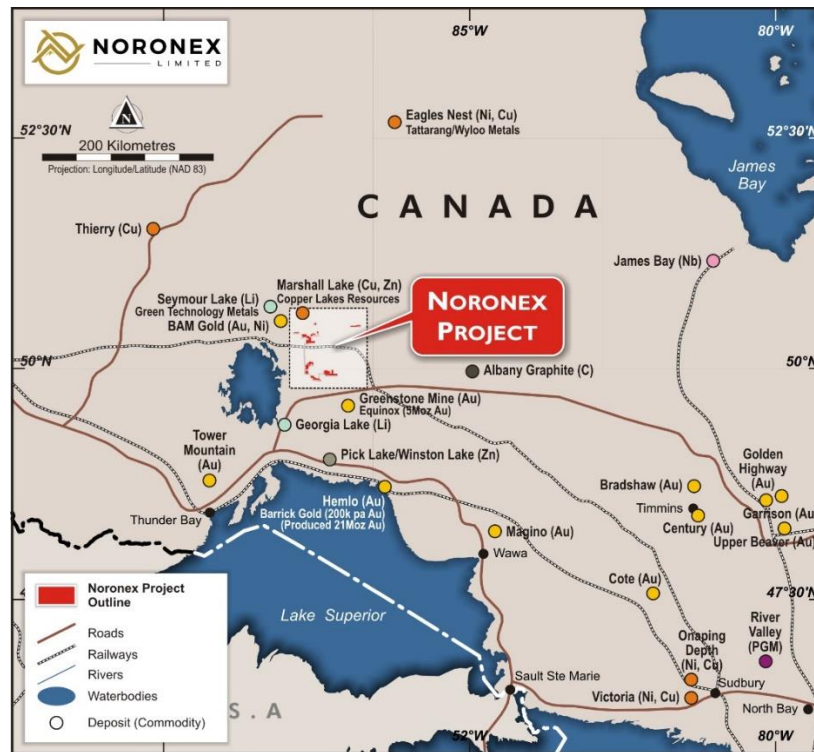 NORONEX
LIMITED
85°W
80°W
N
200 Kilometres
Projection: Longitude/Latitude (NAD 83)
52°30'N
52°30'N
Eagles Nest (Ni, Cu)
Tattarang/Wyloo Metals
James
Bay
CANADA
Thierry (Cu)
James Bay (Nb)
Seymour Lake (Li)
Green Technology Metals
BAM Gold (Au, Ni)
Marshall Lake (Cu, Zn)
Copper Lakes Resources
NORONEX
PROJECT
50°N
50°N
Albany Graphite (C)
Greenstone Mine (Au)
Equinox (5Moz Au)
Georgia Lake (Li)
Tower
Mountain
(Au)
Pick Lake/Winston Lake (Zn)
Thunder Bay
Hemlo (Au)
Barrick Gold (200k pa Au)
(Produced 21Moz Au)
Bradshaw (Au)
Timmins
Century (Au)
Golden
Highway
(Au)
Garrison (Au)
Upper Beaver (Au)
Magino (Au)
Wawa
Cote (Au)
47°30'N
47°30'N
Lake Superior
Onaping
Depth
(Ni, Cu)
River
Valley
(PGM)
Sault Ste Marie
Victoria (Ni, Cu)
Sudbury
North Bay
Noronex Project
Outline
Roads
Railways
Rivers
Waterbodies
Deposit (Commodity)
S.A
52°W
80°W